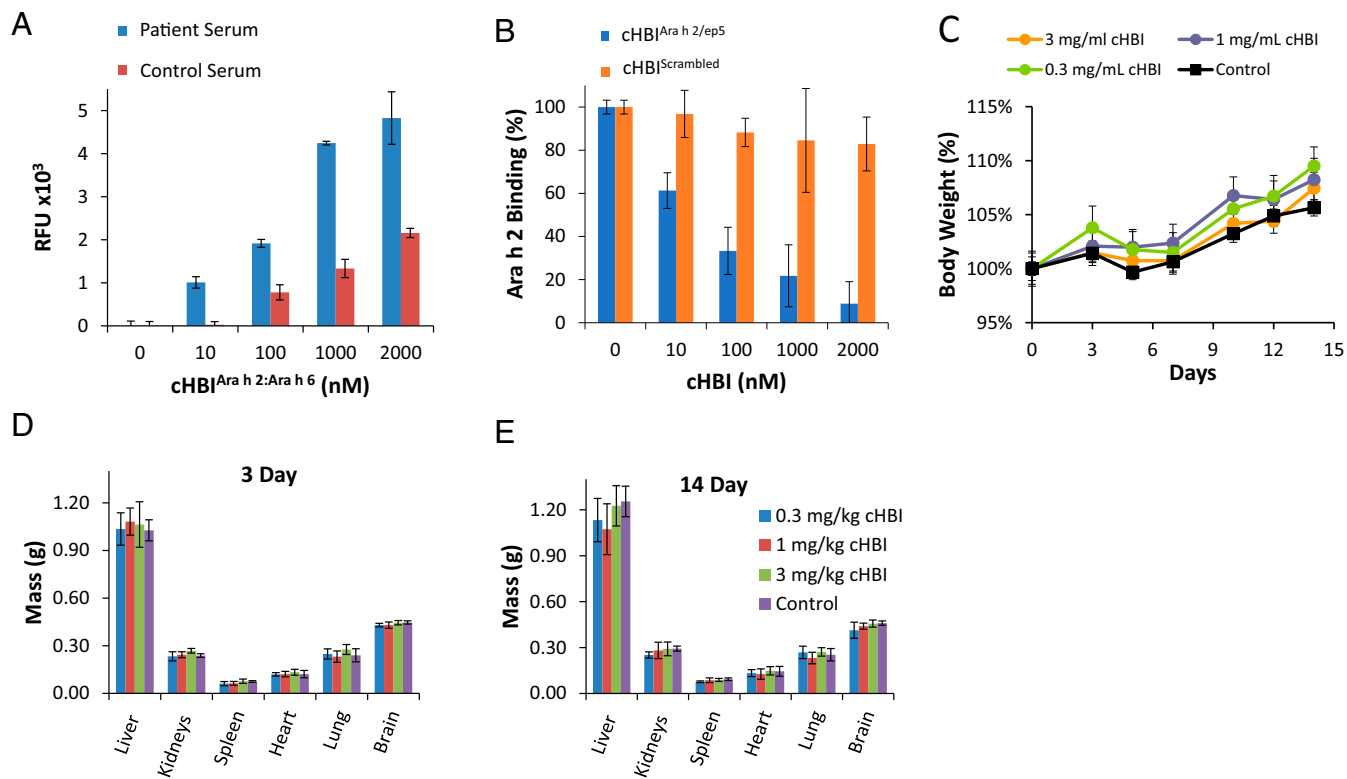 A
Patient Serum
Control Serum
RFU x10³
5
4
3
2
1
0
0 10 100 1000 2000
cHBI^Ara h 2:Ara h 6 (nM)
B
cHBI^Ara h 2/ep5
cHBI^Scrambled
Ara h 2 Binding (%)
100
80
60
40
20
0
0 10 100 1000 2000
cHBI (nM)
C
3 mg/ml cHBI 1 mg/mL cHBI
0.3 mg/mL cHBI Control
Body Weight (%)
115%
110%
105%
100%
95%
0 3 6 9 12 15
Days
D
3 Day
Mass (g)
1.20
0.90
0.60
0.30
0.00
Liver Kidneys Spleen Heart Lung Brain
E
14 Day
0.3 mg/kg cHBI
1 mg/kg cHBI
3 mg/kg cHBI
Control
Mass (g)
1.20
0.90
0.60
0.30
0.00
Liver Kidneys Spleen Heart Lung Brain